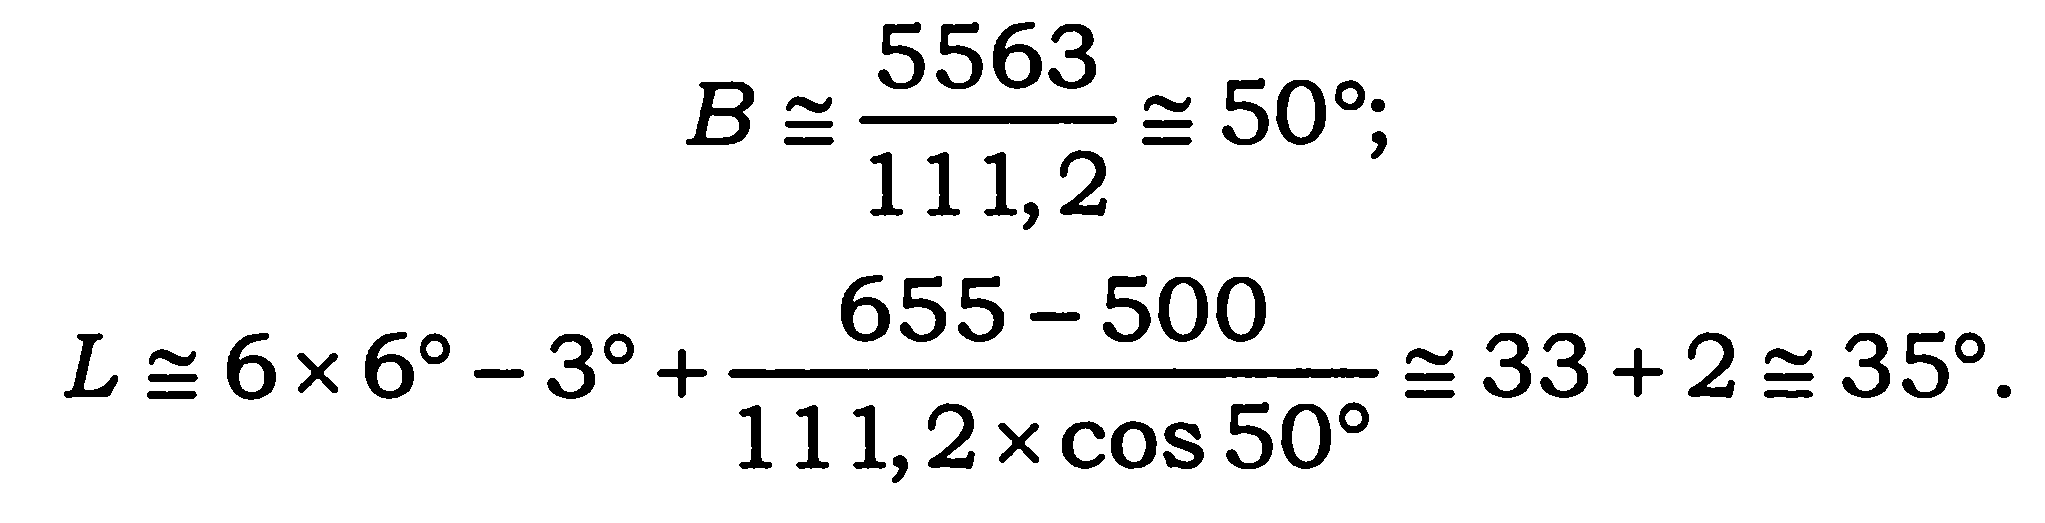 B ≅ 5563/111,2 ≅ 50°;
L ≅ 6 × 6° – 3° + (655 – 500)/(111,2 × cos 50°) ≅ 33 + 2 ≅ 35°.